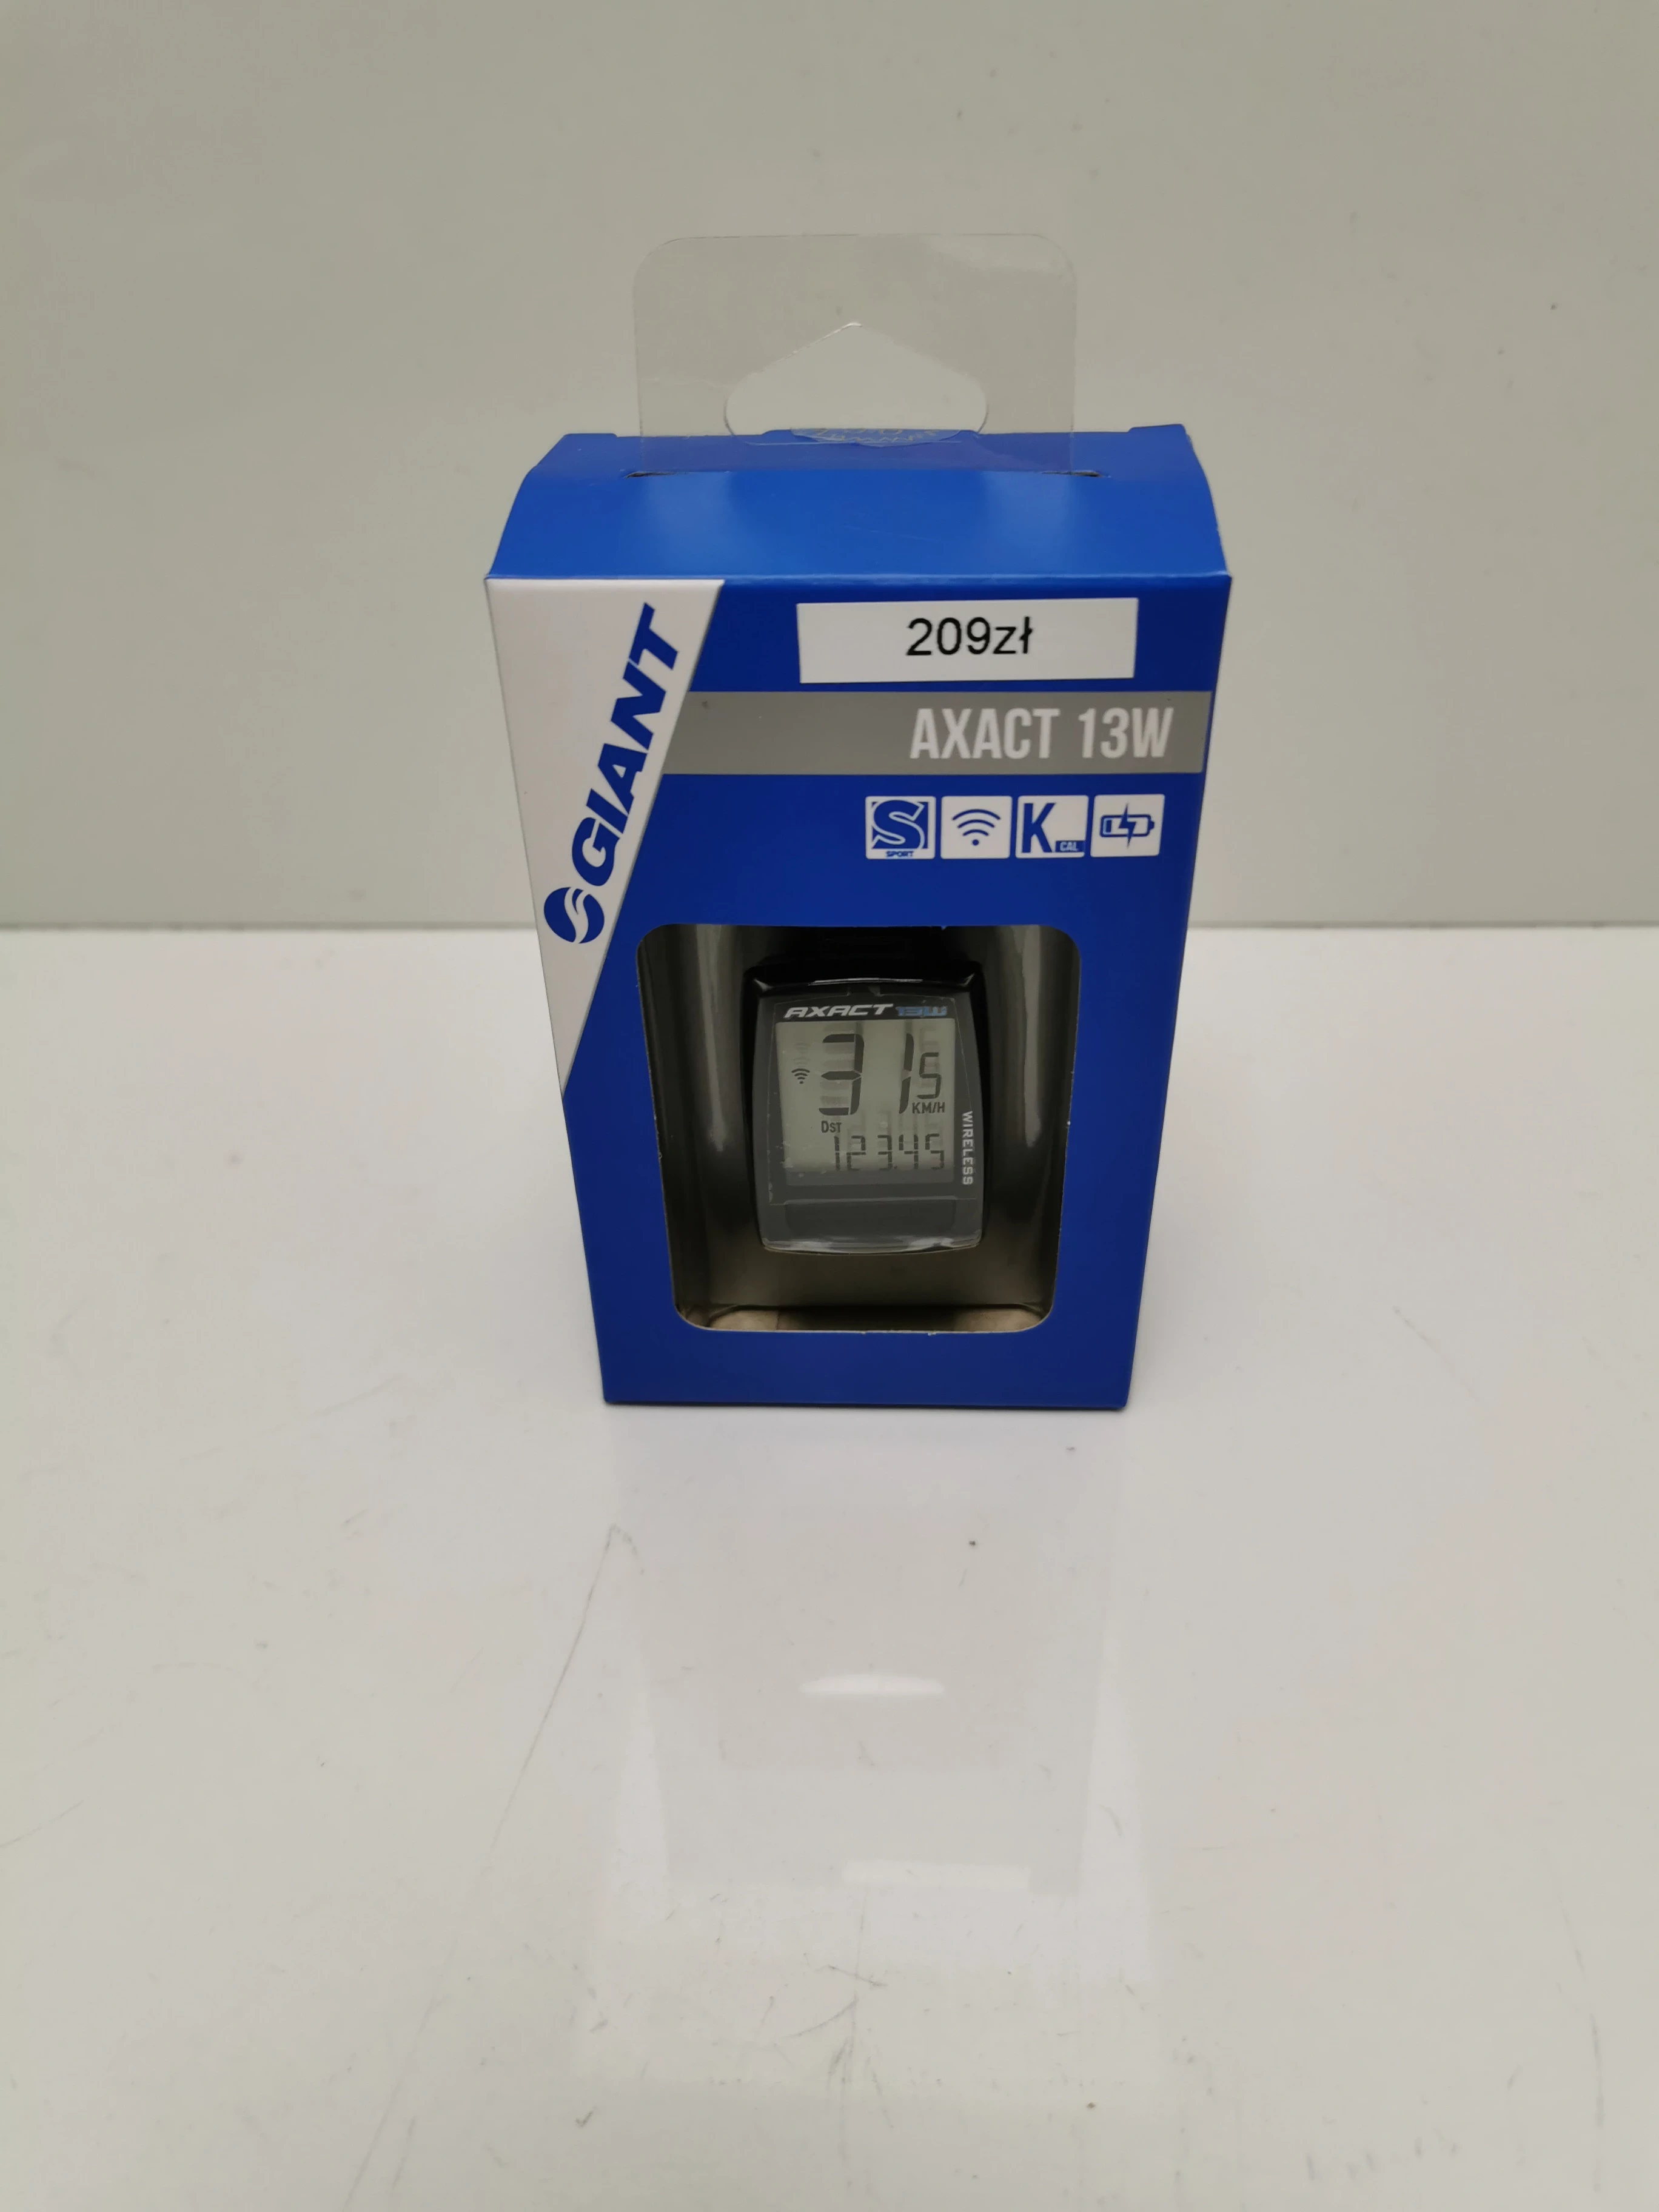 209zł
GIANT
AXACT 13W
S
SPORT
K
CAL
AXACT 13W
31.5
KM/H
DST
123.45
WIRELESS